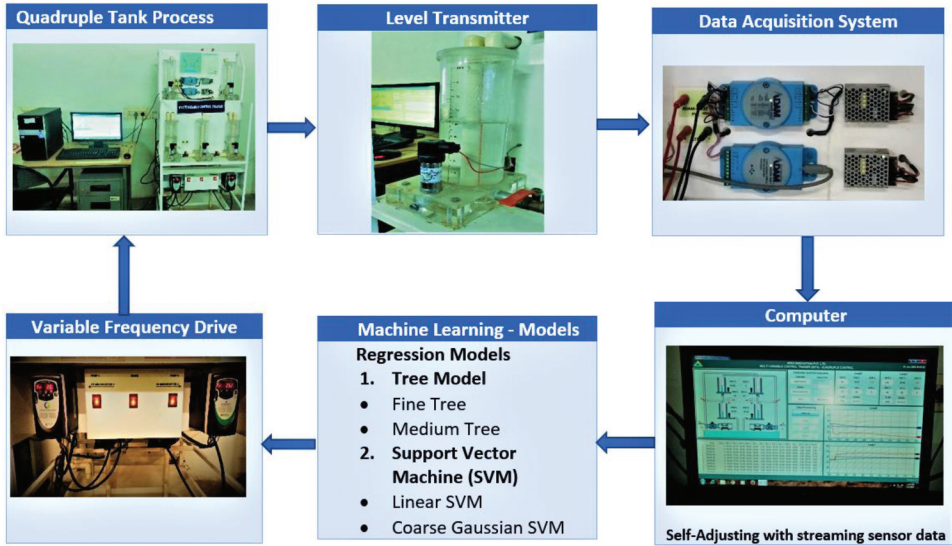 Quadruple Tank Process
Level Transmitter
Data Acquisition System
ADAM
ADAM
Computer
Self-Adjusting with streaming sensor data
Machine Learning - Models
Regression Models
1. Tree Model
• Fine Tree
• Medium Tree
2. Support Vector
Machine (SVM)
• Linear SVM
• Coarse Gaussian SVM
Variable Frequency Drive